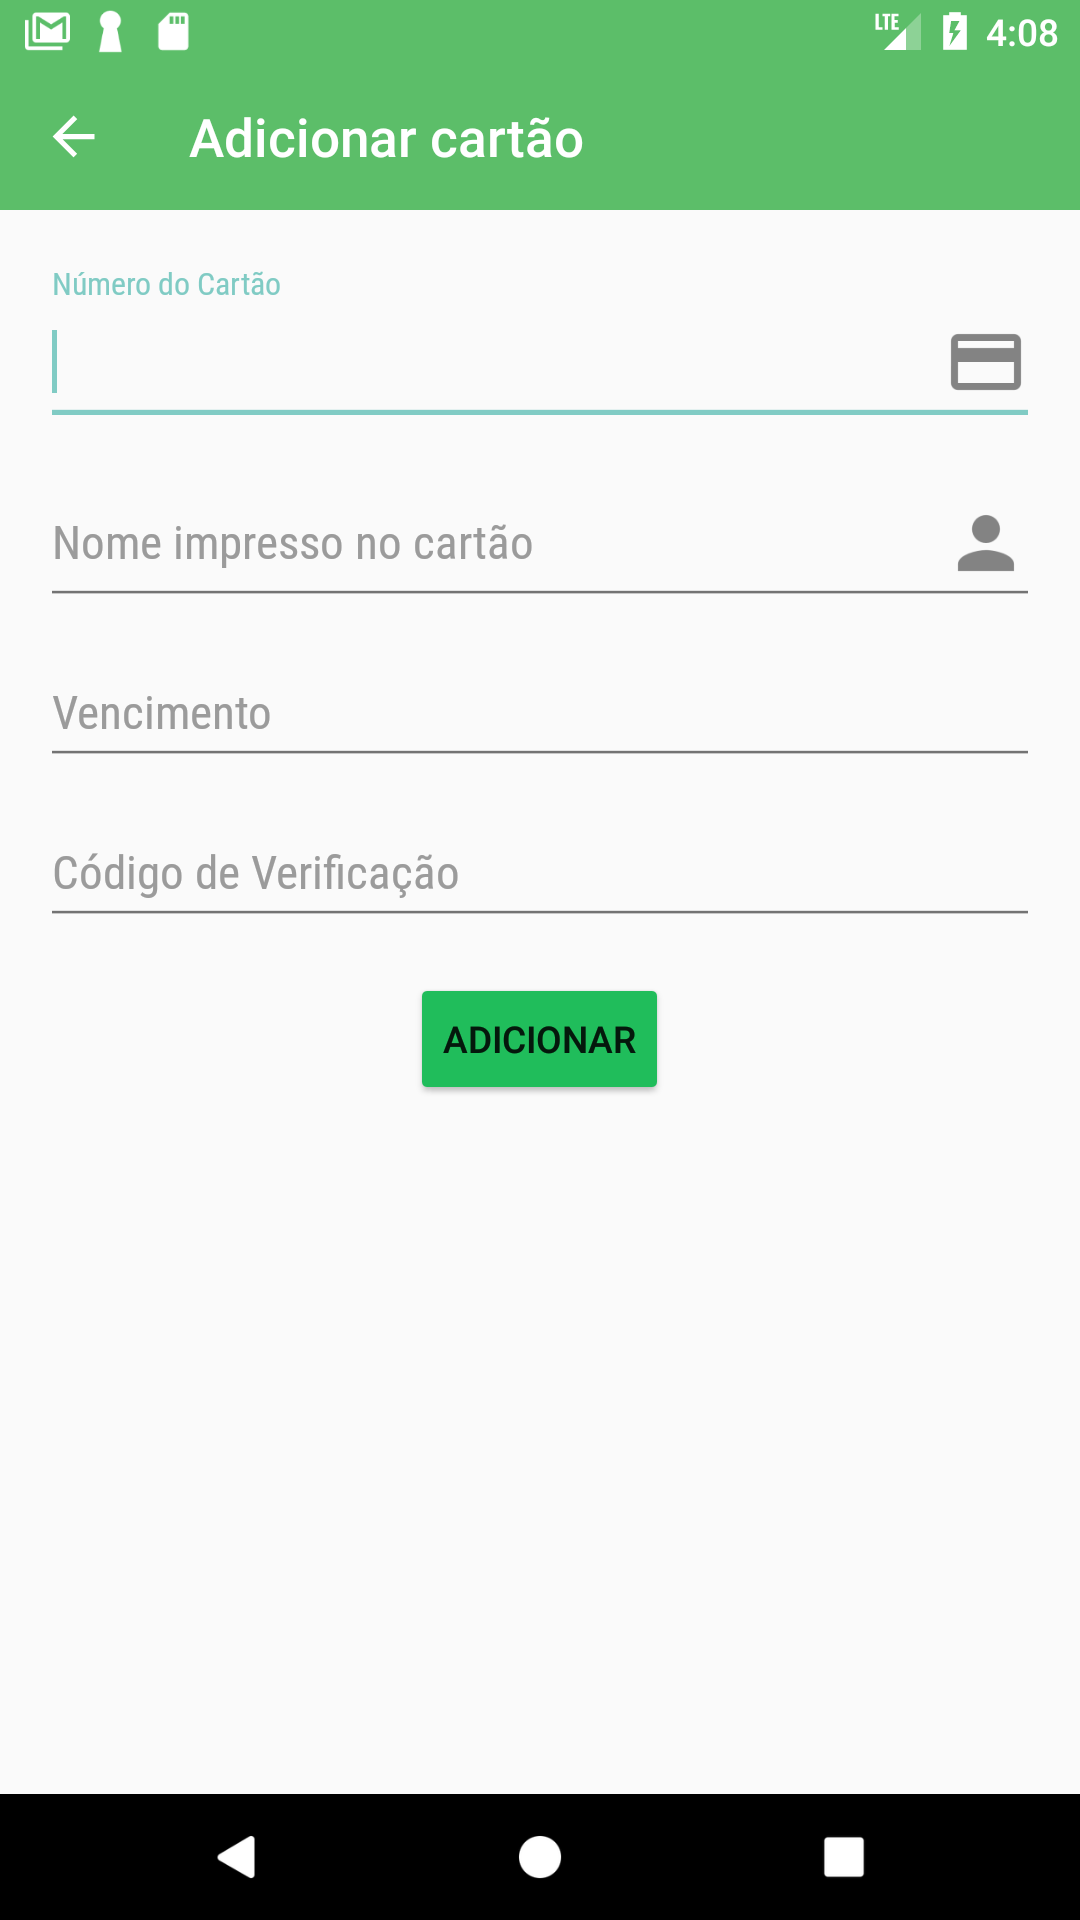 LTE 4:08
Adicionar cartão
Número do Cartão
Nome impresso no cartão
Vencimento
Código de Verificação
ADICIONAR